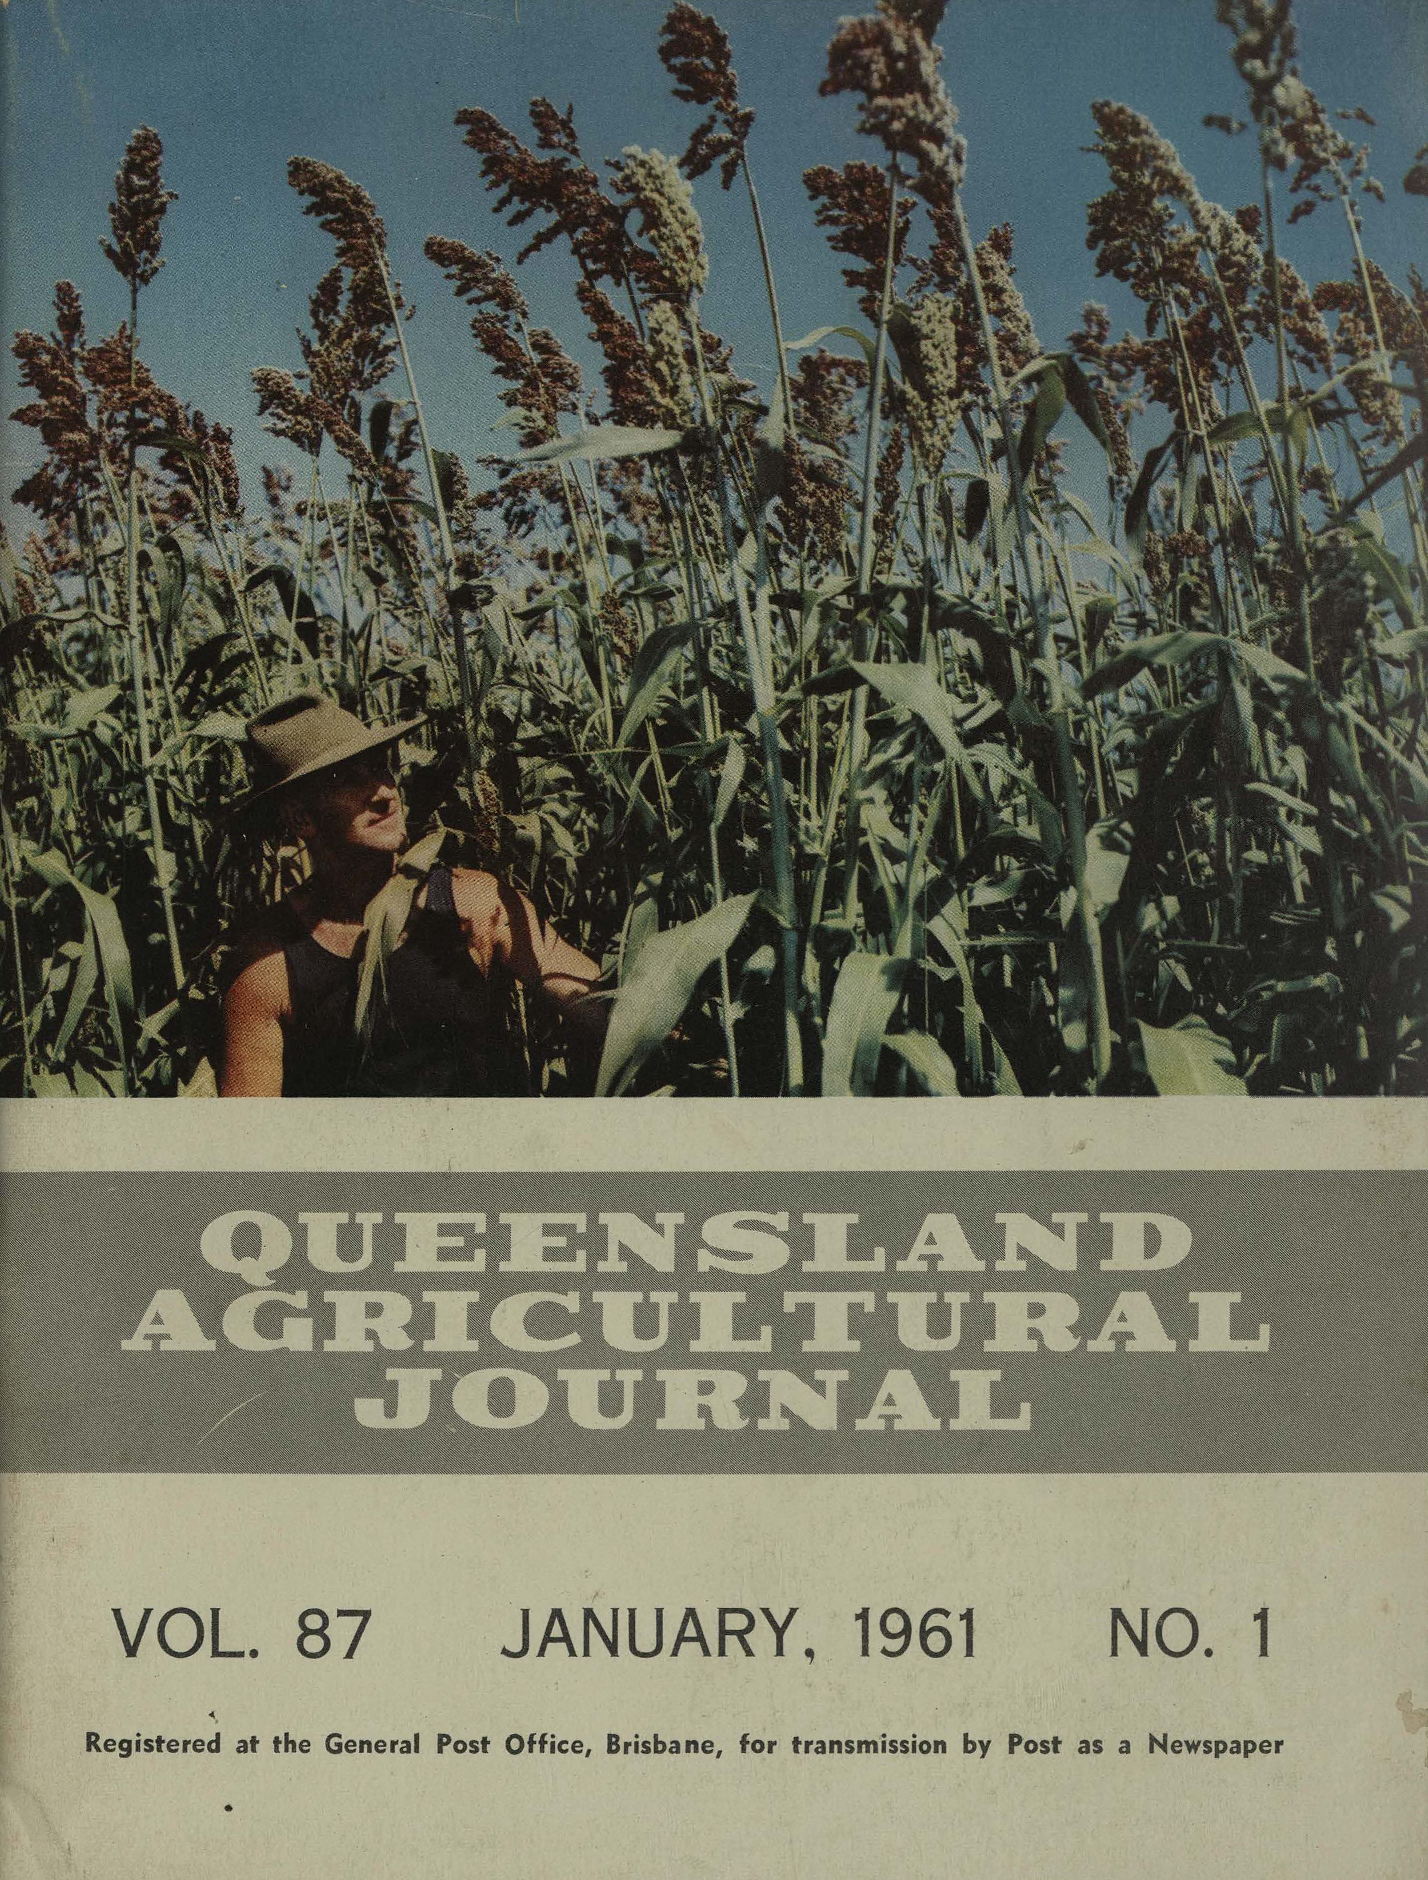 QUEENSLAND
AGRICULTURAL
JOURNAL
VOL. 87 JANUARY, 1961 NO. 1
Registered at the General Post Office, Brisbane, for transmission by Post as a Newspaper